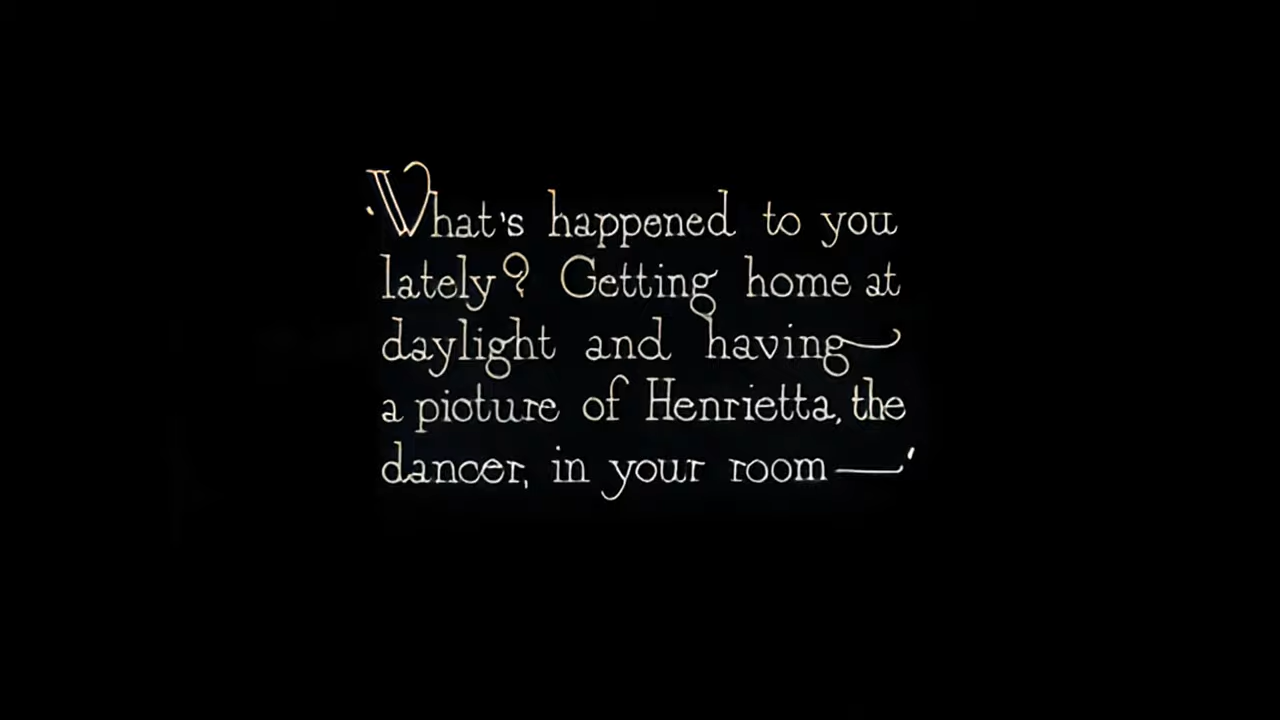 'What's happened to you
lately? Getting home at
daylight and having
a picture of Henrietta, the
dancer, in your room—'